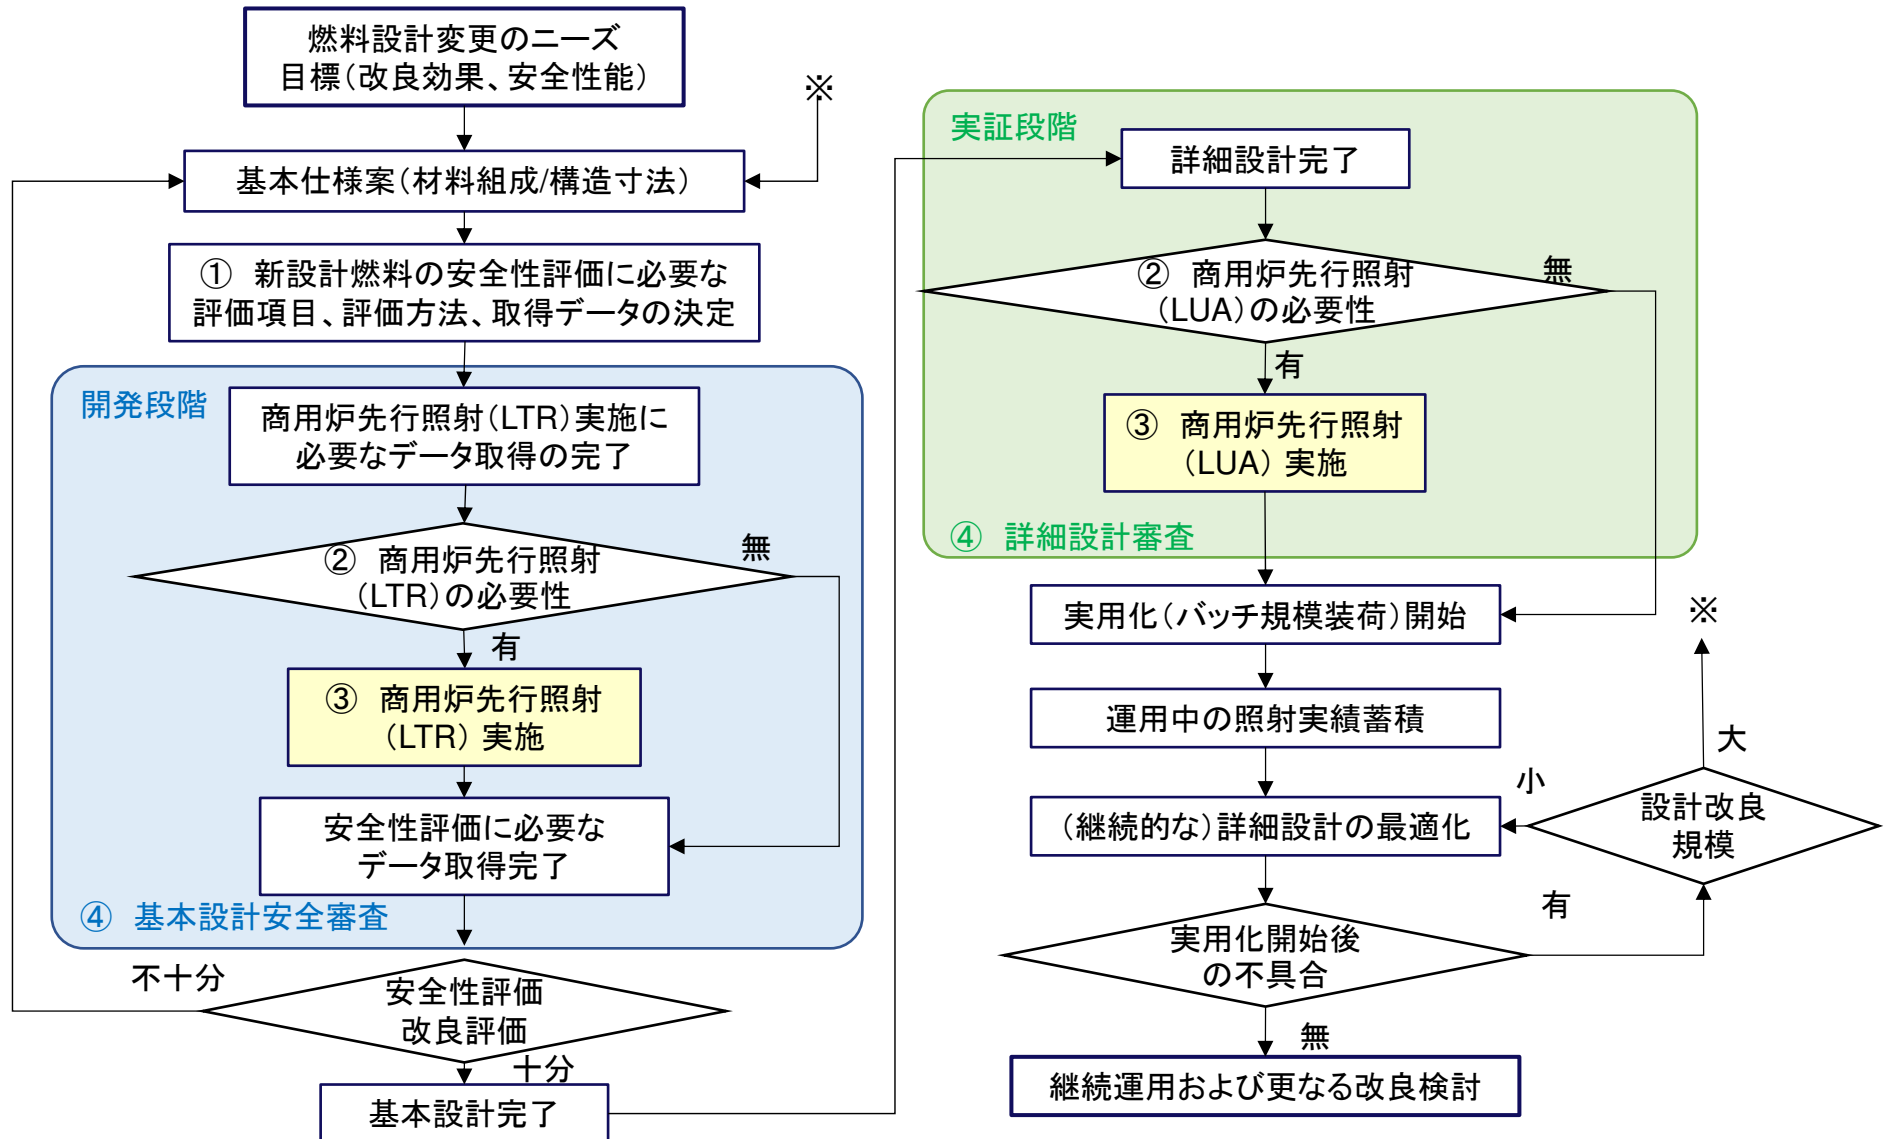 燃料設計変更のニーズ
目標（改良効果、安全性能）
※
基本仕様案（材料組成/構造寸法）
① 新設計燃料の安全性評価に必要な
評価項目、評価方法、取得データの決定
開発段階
商用炉先行照射（LTR）実施に
必要なデータ取得の完了
② 商用炉先行照射
（LTR）の必要性
無
有
③ 商用炉先行照射
（LTR） 実施
安全性評価に必要な
データ取得完了
④ 基本設計安全審査
不十分
安全性評価
改良評価
十分
基本設計完了
実証段階
詳細設計完了
② 商用炉先行照射
（LUA）の必要性
無
有
③ 商用炉先行照射
（LUA） 実施
④ 詳細設計審査
実用化（バッチ規模装荷）開始
※
運用中の照射実績蓄積
大
小
（継続的な）詳細設計の最適化
設計改良
規模
有
実用化開始後
の不具合
無
継続運用および更なる改良検討